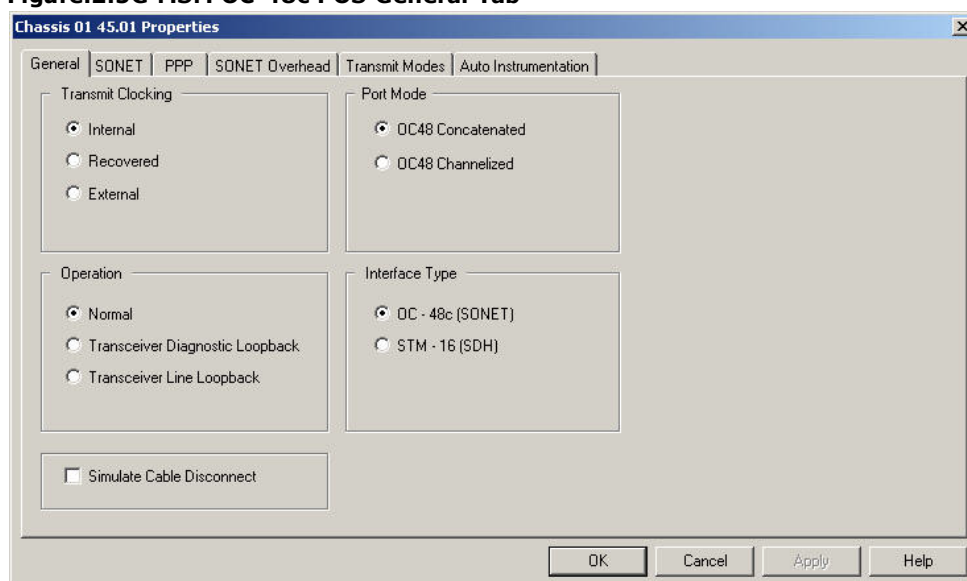 Chassis 01 45.01 Properties
General SONET PPP SONET Overhead Transmit Modes Auto Instrumentation
Transmit Clocking
Internal
Recovered
External
Port Mode
OC48 Concatenated
OC48 Channelized
Operation
Normal
Transceiver Diagnostic Loopback
Transceiver Line Loopback
Interface Type
OC - 48c (SONET)
STM - 16 (SDH)
Simulate Cable Disconnect
OK Cancel Apply Help